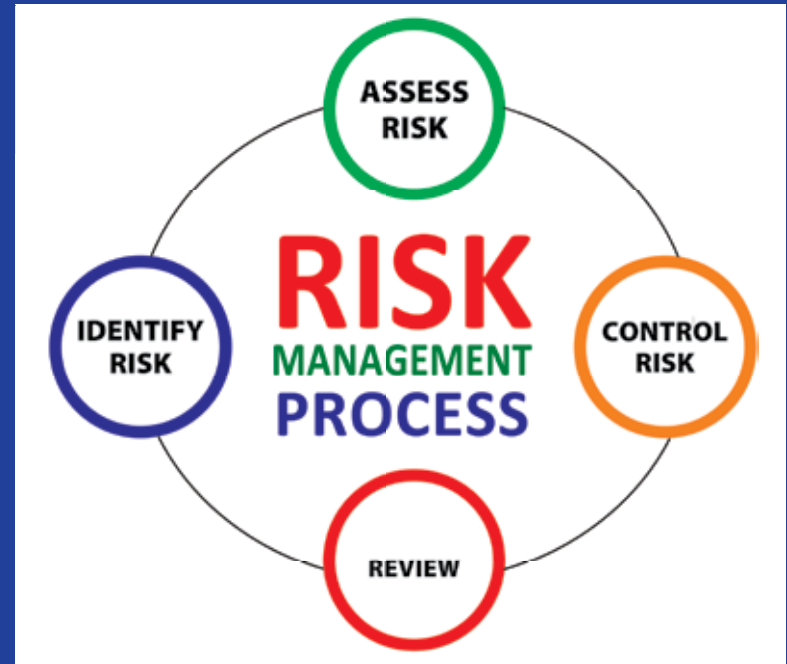 ASSESS
RISK
RISK
MANAGEMENT
PROCESS
IDENTIFY
RISK
CONTROL
RISK
REVIEW